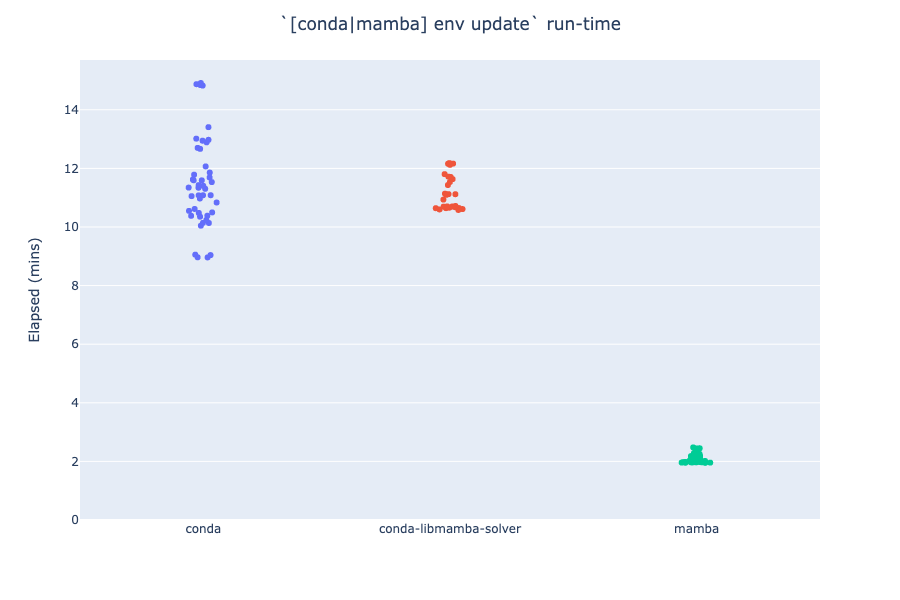 `[conda|mamba] env update` run-time
Elapsed (mins)
14
12
10
8
6
4
2
0
conda
conda-libmamba-solver
mamba